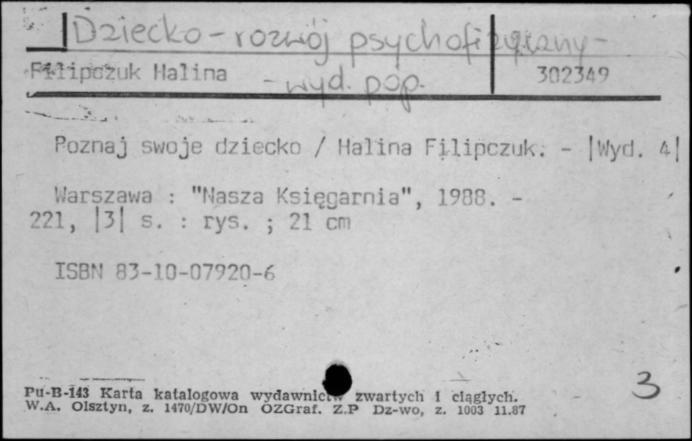 Dziecko - rozwój psychofizyczny -
- wyd. pop.
Filipczuk Halina
302349
Poznaj swoje dziecko / Halina Filipczuk. - |Wyd. 4|
Warszawa : "Nasza Księgarnia", 1988. -
221, |3| s. : rys. ; 21 cm
ISBN 83-10-07920-6
3
Pu-B-143 Karta katalogowa wydawnictw zwartych i ciągłych.
W.A. Olsztyn, z. 1470/DW/On OZGraf. Z.P Dz-wo, z. 1003 11.87